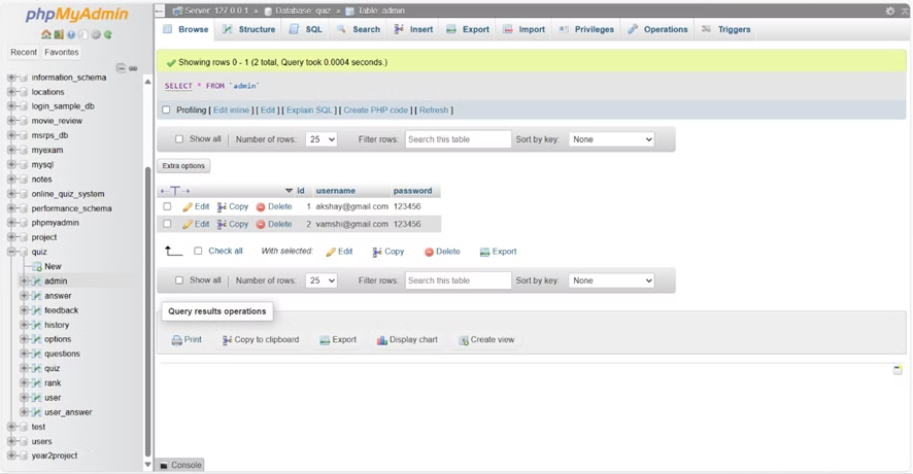 phpMyAdmin
Recent Favorites
information_schema
locations
login_sample_db
movie_review
msrps_db
myexam
mysql
notes
online_quiz_system
performance_schema
phpmyadmin
project
quiz
New
admin
answer
feedback
history
options
questions
quiz
rank
user
user_answer
test
users
year2project
Server: 127.0.0.1 » Database: quiz » Table: admin
Browse Structure SQL Search Insert Export Import Privileges Operations Triggers
Showing rows 0 - 1 (2 total, Query took 0.0004 seconds.)
SELECT * FROM `admin`
Profiling [ Edit inline ] [ Edit ] [ Explain SQL ] [ Create PHP code ] [ Refresh ]
Show all Number of rows: 25 Filter rows: Search this table Sort by key: None
Extra options
id username password
Edit Copy Delete 1 akshay@gmail.com 123456
Edit Copy Delete 2 vamshi@gmail.com 123456
Check all With selected: Edit Copy Delete Export
Show all Number of rows: 25 Filter rows: Search this table Sort by key: None
Query results operations
Print Copy to clipboard Export Display chart Create view
Console